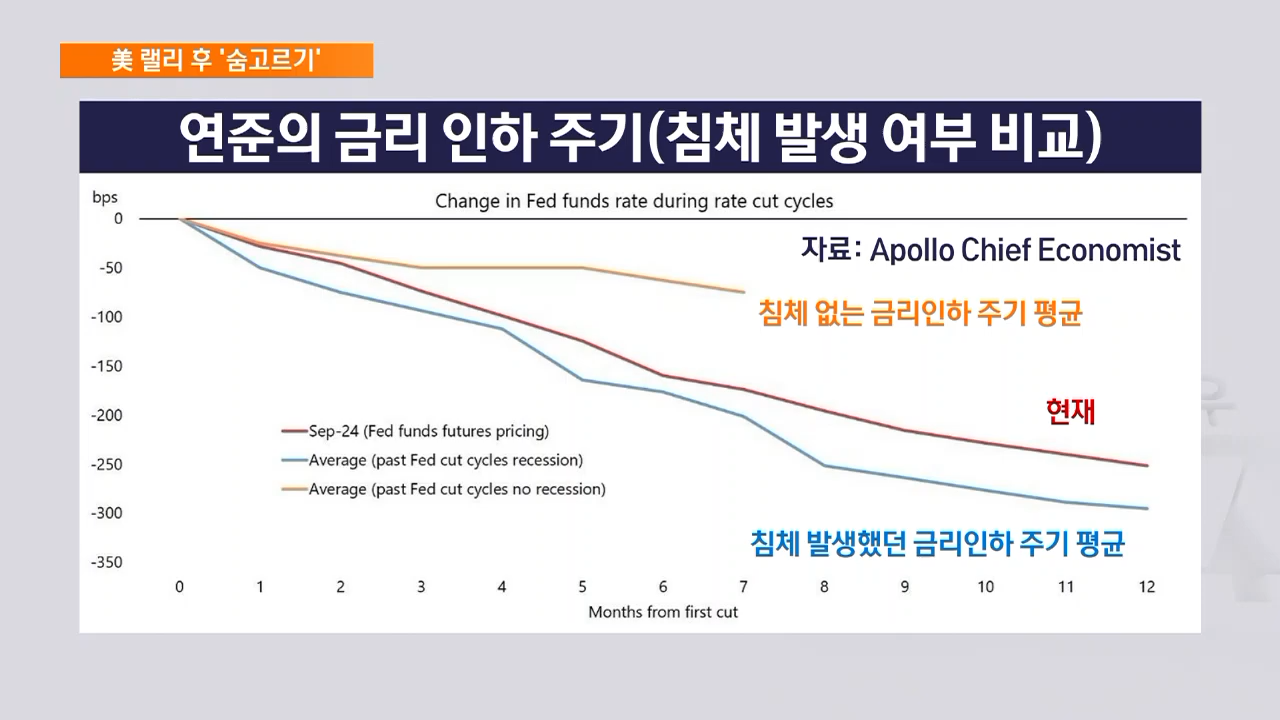 美 랠리 후 '숨고르기'
연준의 금리 인하 주기(침체 발생 여부 비교)
bps
Change in Fed funds rate during rate cut cycles
0
자료: Apollo Chief Economist
-50
침체 없는 금리인하 주기 평균
-100
-150
현재
-200
Sep-24 (Fed funds futures pricing)
-250
Average (past Fed cut cycles recession)
Average (past Fed cut cycles no recession)
-300
침체 발생했던 금리인하 주기 평균
-350
0 1 2 3 4 5 6 7 8 9 10 11 12
Months from first cut